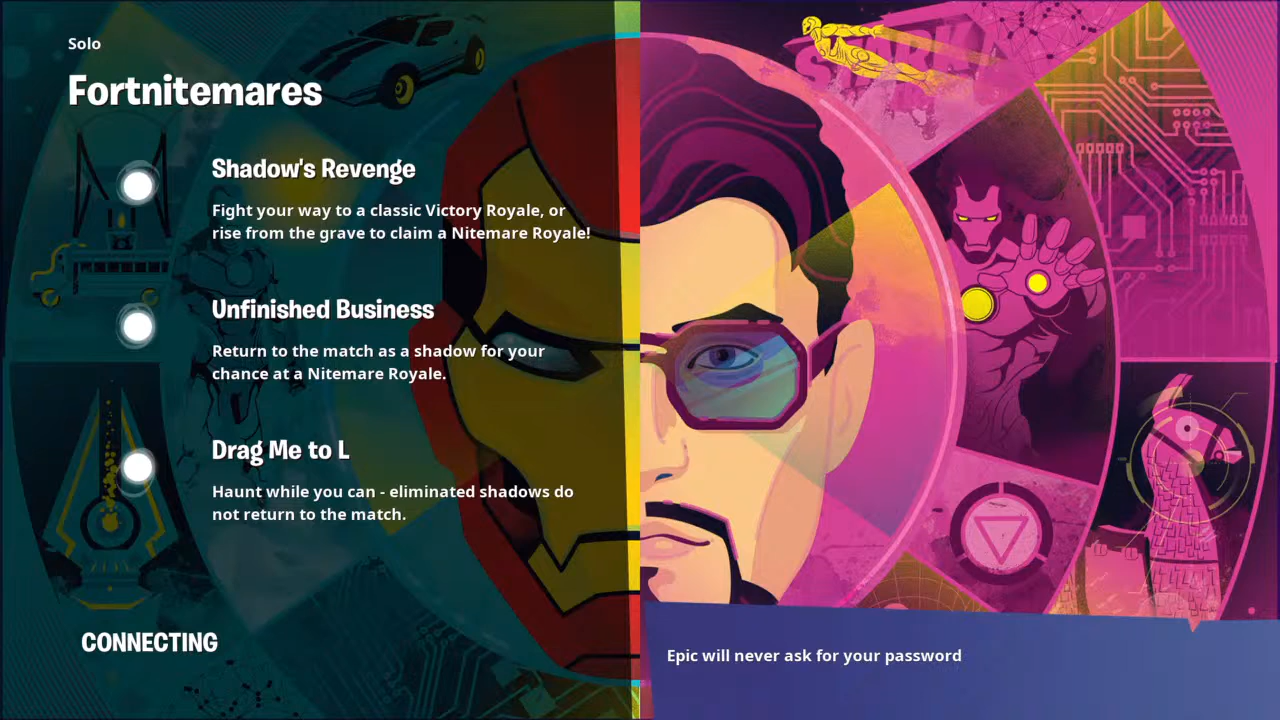 Solo
Fortnitemares
Shadow's Revenge
Fight your way to a classic Victory Royale, or
rise from the grave to claim a Nitemare Royale!
Unfinished Business
Return to the match as a shadow for your
chance at a Nitemare Royale.
Drag Me to L
Haunt while you can - eliminated shadows do
not return to the match.
CONNECTING
STARK
Epic will never ask for your password